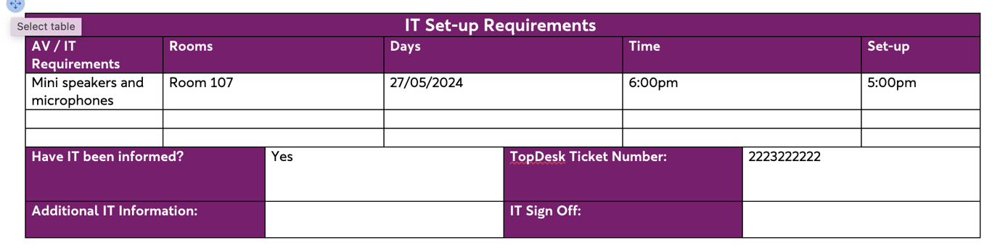 IT Set-up Requirements
Select table
AV / IT Requirements Rooms Days Time Set-up
Mini speakers and microphones Room 107 27/05/2024 6:00pm 5:00pm
Have IT been informed? Yes TopDesk Ticket Number: 2223222222
Additional IT Information: IT Sign Off: